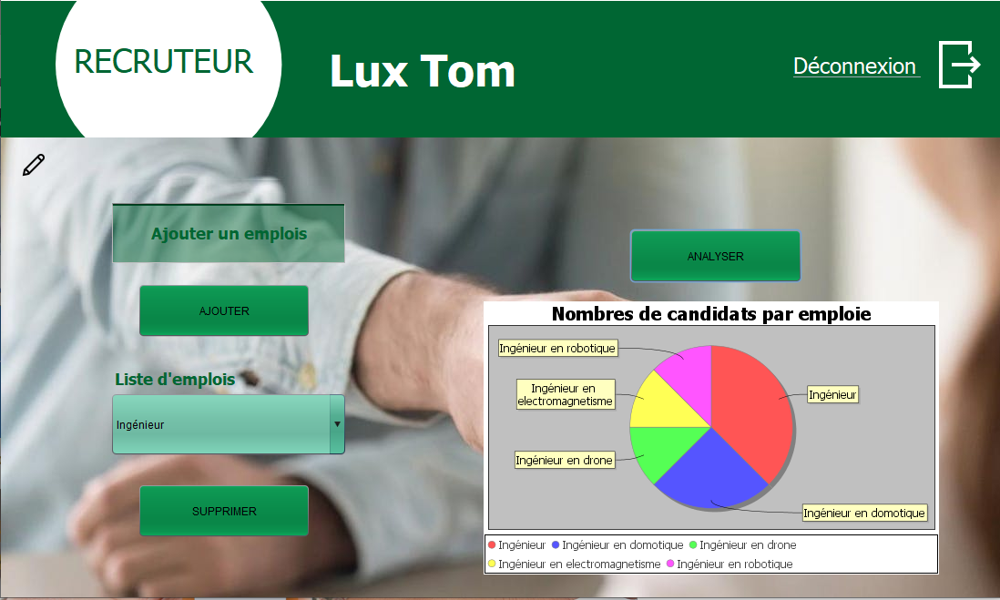 RECRUTEUR
Lux Tom
Déconnexion
Ajouter un emplois
ANALYSER
AJOUTER
Liste d'emplois
Ingénieur
SUPPRIMER
Nombres de candidats par emploie
Ingénieur en robotique
Ingénieur en
electromagnetisme
Ingénieur
Ingénieur en drone
Ingénieur en domotique
Ingénieur Ingénieur en domotique Ingénieur en drone
Ingénieur en electromagnetisme Ingénieur en robotique